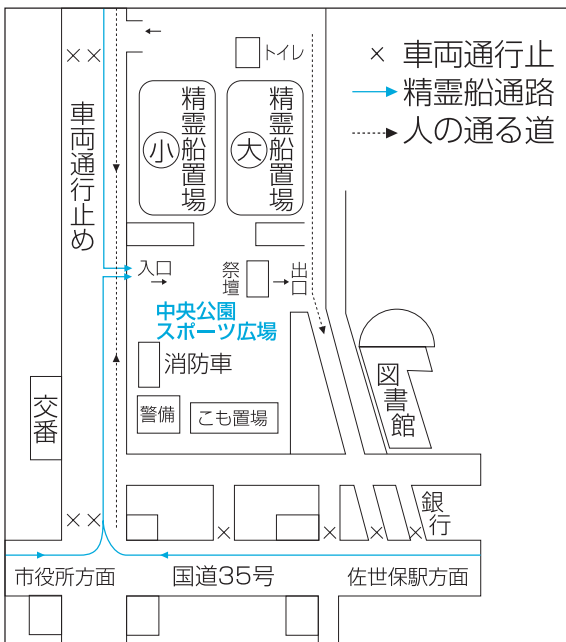 × 車両通行止
精霊船通路
人の通る道
トイレ
車両通行止め
小
精霊船置場
大
精霊船置場
入口
祭壇
出口
中央公園
スポーツ広場
消防車
図書館
交番
警備
こも置場
銀行
市役所方面
国道35号
佐世保駅方面